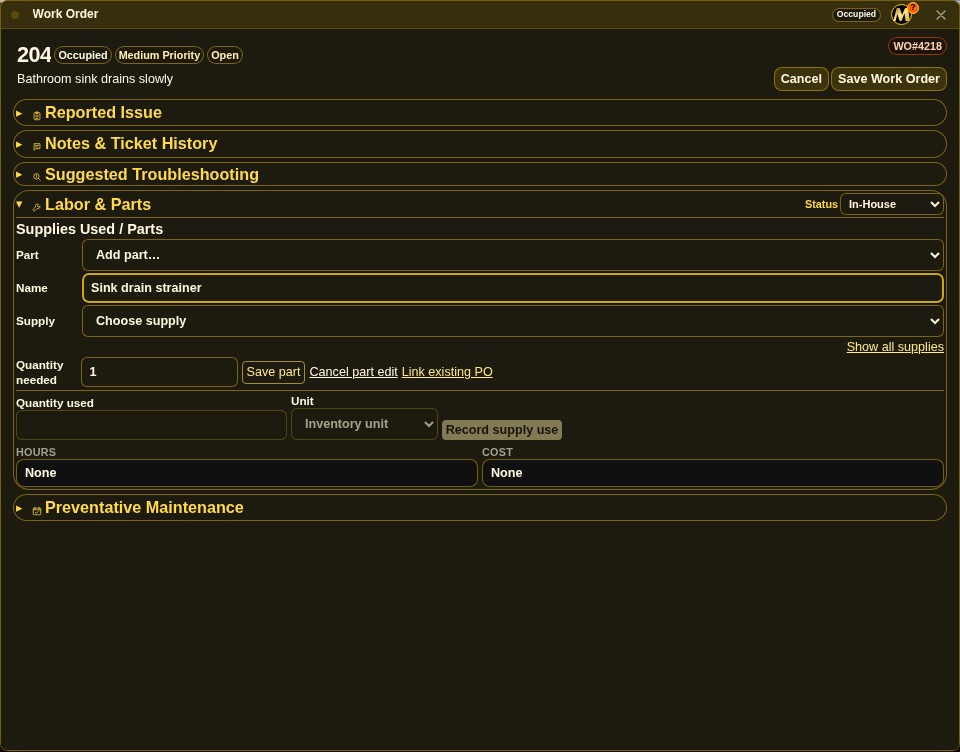 Work Order
Occupied
M?
204 Occupied Medium Priority Open
WO#4218
Bathroom sink drains slowly
Cancel Save Work Order
Reported Issue
Notes & Ticket History
Suggested Troubleshooting
Labor & Parts
Status In-House
Supplies Used / Parts
Part Add part…
Name Sink drain strainer
Supply Choose supply
Show all supplies
Quantity needed 1 Save part Cancel part edit Link existing PO
Quantity used Unit
Inventory unit Record supply use
HOURS COST
None None
Preventative Maintenance